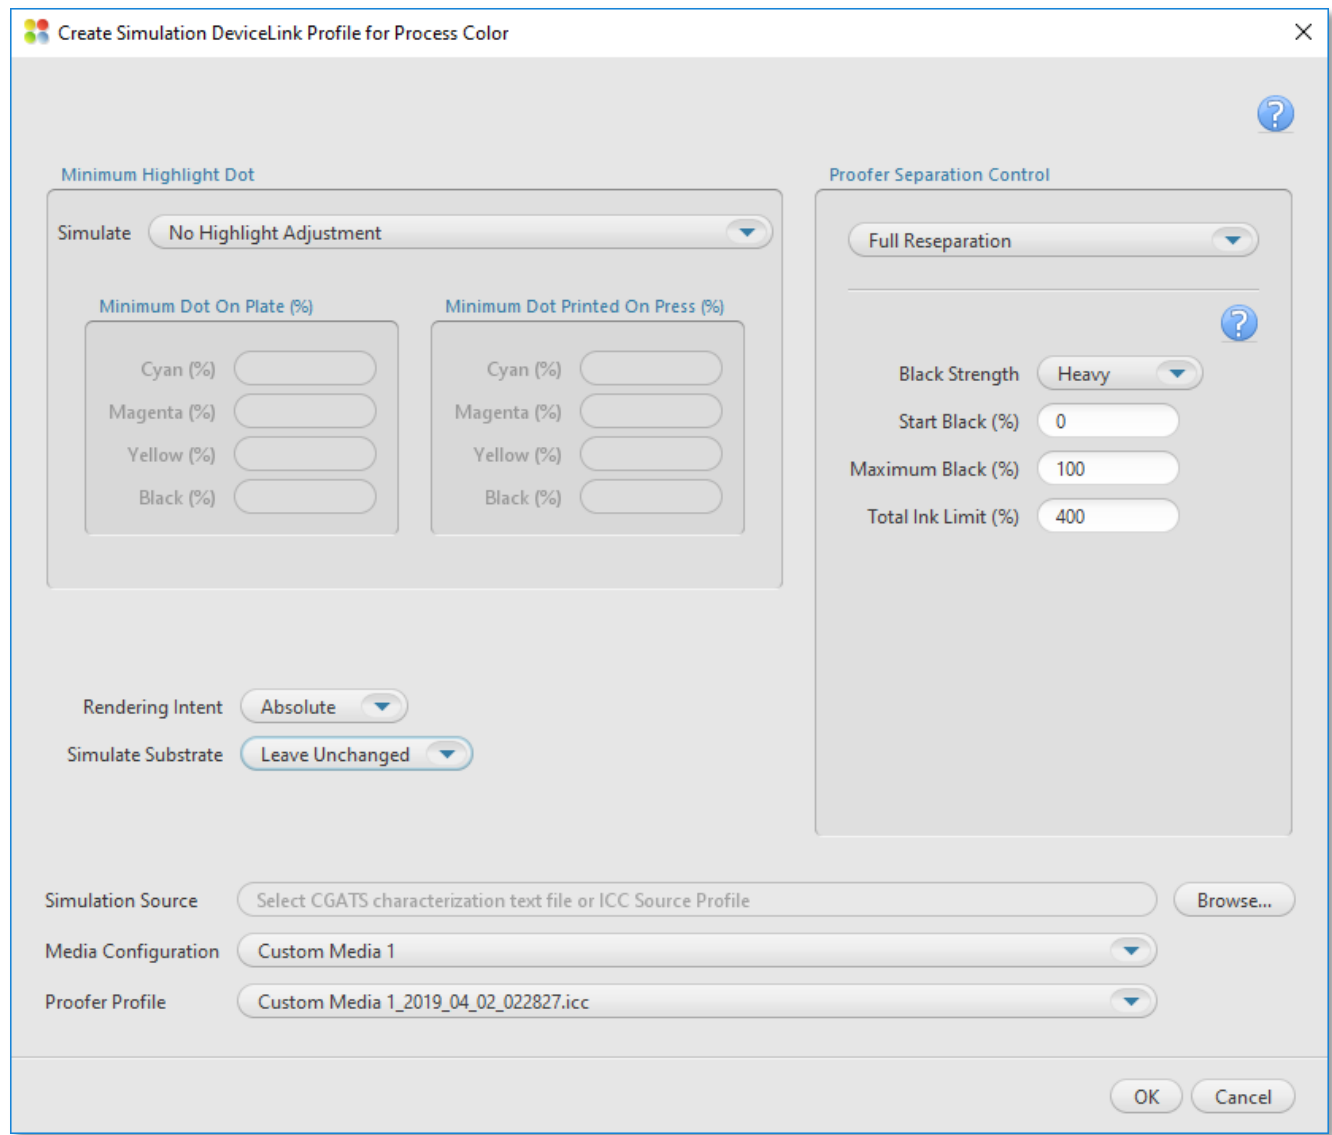 Create Simulation DeviceLink Profile for Process Color
?
Minimum Highlight Dot
Simulate No Highlight Adjustment
Minimum Dot On Plate (%)
Cyan (%)
Magenta (%)
Yellow (%)
Black (%)
Minimum Dot Printed On Press (%)
Cyan (%)
Magenta (%)
Yellow (%)
Black (%)
Proofer Separation Control
Full Reseparation
?
Black Strength Heavy
Start Black (%) 0
Maximum Black (%) 100
Total Ink Limit (%) 400
Rendering Intent Absolute
Simulate Substrate Leave Unchanged
Simulation Source Select CGATS characterization text file or ICC Source Profile Browse...
Media Configuration Custom Media 1
Proofer Profile Custom Media 1_2019_04_02_022827.icc
OK Cancel